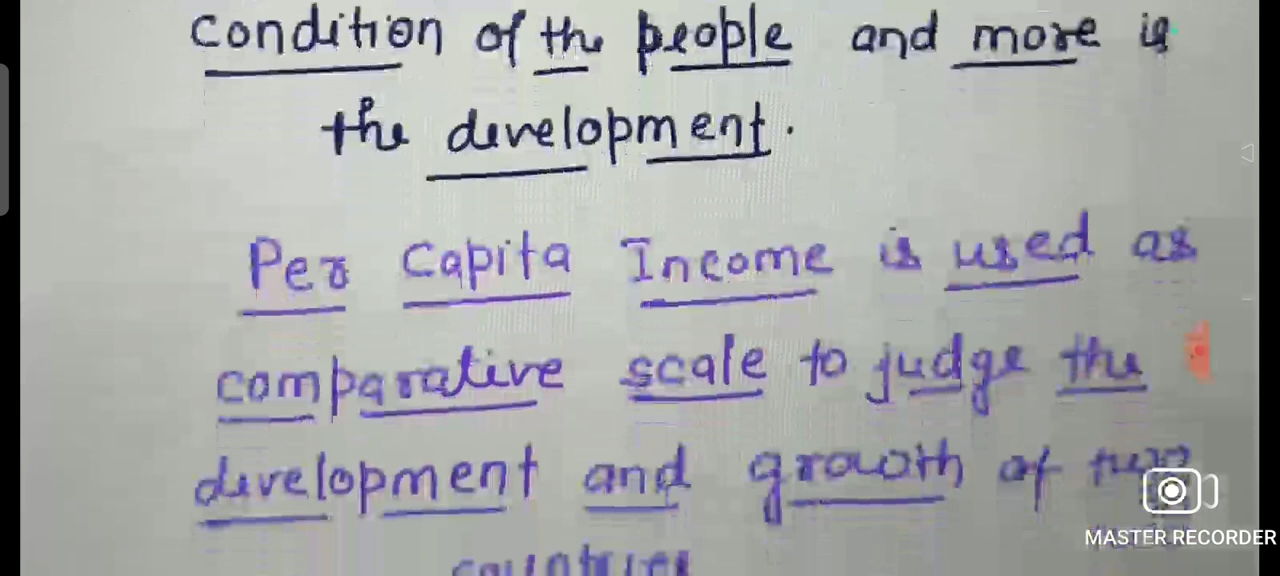 condition of the people and more is
the development.
Per Capita Income is used as
comparative scale to judge the
development and growth of two
countries
MASTER RECORDER